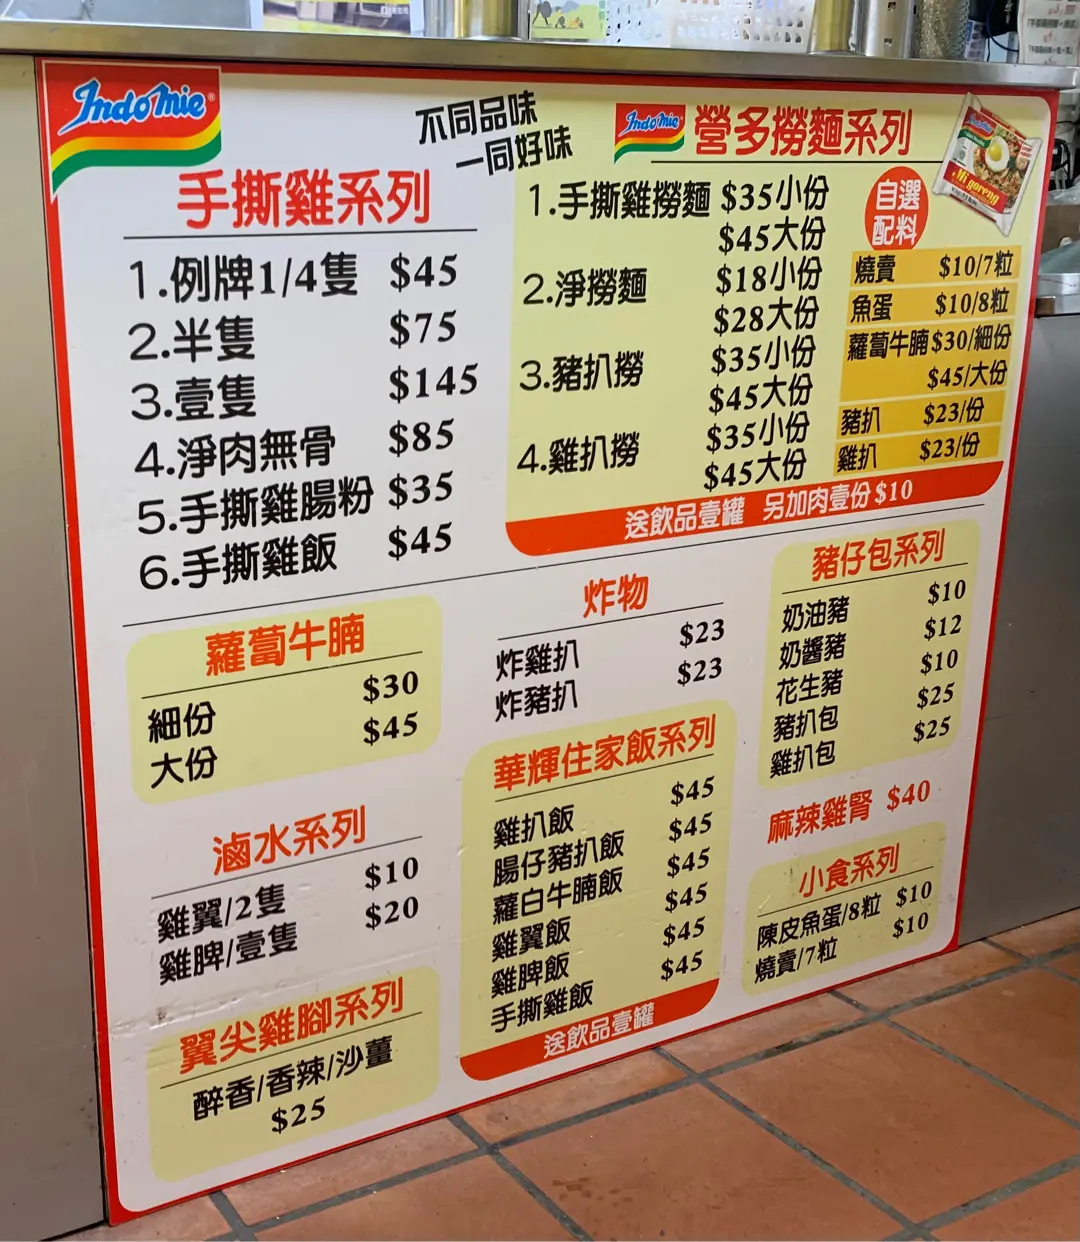 IndoMie®
不同品味
一同好味
手撕雞系列
1.例牌1/4隻 $45
2.半隻 $75
3.壹隻 $145
4.淨肉無骨 $85
5.手撕雞腸粉 $35
6.手撕雞飯 $45
IndoMie 營多撈麵系列
Mi goreng
1.手撕雞撈麵 $35小份
$45大份
2.淨撈麵 $18小份
$28大份
3.豬扒撈 $35小份
$45大份
4.雞扒撈 $35小份
$45大份
自選
配料
燒賣 $10/7粒
魚蛋 $10/8粒
蘿蔔牛腩 $30/細份
$45/大份
豬扒 $23/份
雞扒 $23/份
送飲品壹罐 另加肉壹份$10
蘿蔔牛腩
細份 $30
大份 $45
炸物
炸雞扒 $23
炸豬扒 $23
豬仔包系列
奶油豬 $10
奶醬豬 $12
花生豬 $10
豬扒包 $25
雞扒包 $25
滷水系列
雞翼/2隻 $10
雞脾/壹隻 $20
華輝住家飯系列
雞扒飯 $45
腸仔豬扒飯 $45
蘿白牛腩飯 $45
雞翼飯 $45
雞脾飯 $45
手撕雞飯 $45
送飲品壹罐
麻辣雞腎 $40
小食系列
陳皮魚蛋/8粒 $10
燒賣/7粒 $10
翼尖雞腳系列
醉香/香辣/沙薑
$25